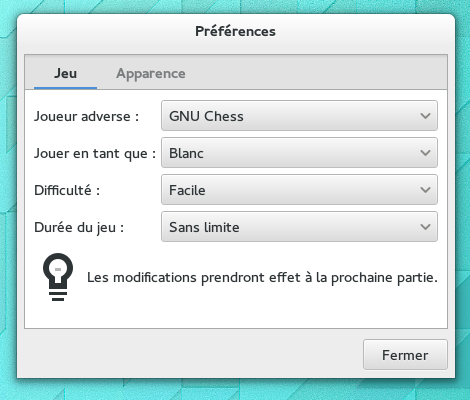 Préférences
Jeu Apparence
Joueur adverse : GNU Chess
Jouer en tant que : Blanc
Difficulté : Facile
Durée du jeu : Sans limite
Les modifications prendront effet à la prochaine partie.
Fermer